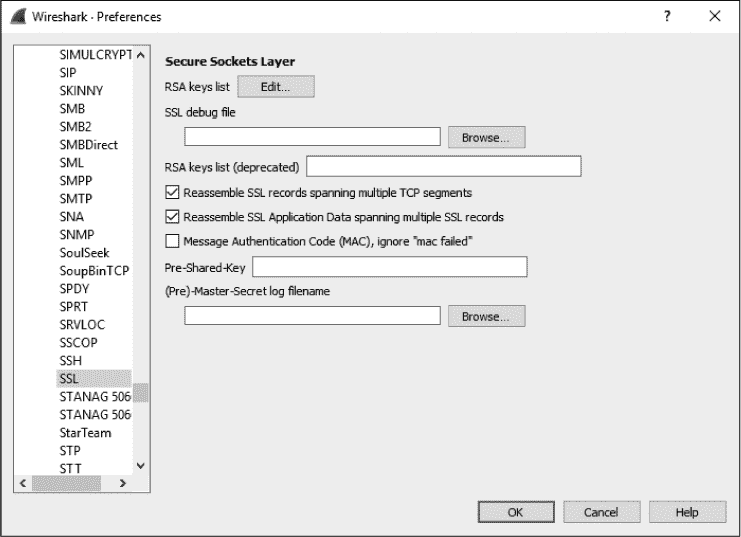 Wireshark · Preferences
?
SIMULCRYPT
SIP
SKINNY
SMB
SMB2
SMBDirect
SML
SMPP
SMTP
SNA
SNMP
SoulSeek
SoupBinTCP
SPDY
SPRT
SRVLOC
SSCOP
SSH
SSL
STANAG 506
STANAG 506
StarTeam
STP
STT
Secure Sockets Layer
RSA keys list Edit...
SSL debug file
Browse...
RSA keys list (deprecated)
Reassemble SSL records spanning multiple TCP segments
Reassemble SSL Application Data spanning multiple SSL records
Message Authentication Code (MAC), ignore "mac failed"
Pre-Shared-Key
(Pre)-Master-Secret log filename
Browse...
OK Cancel Help